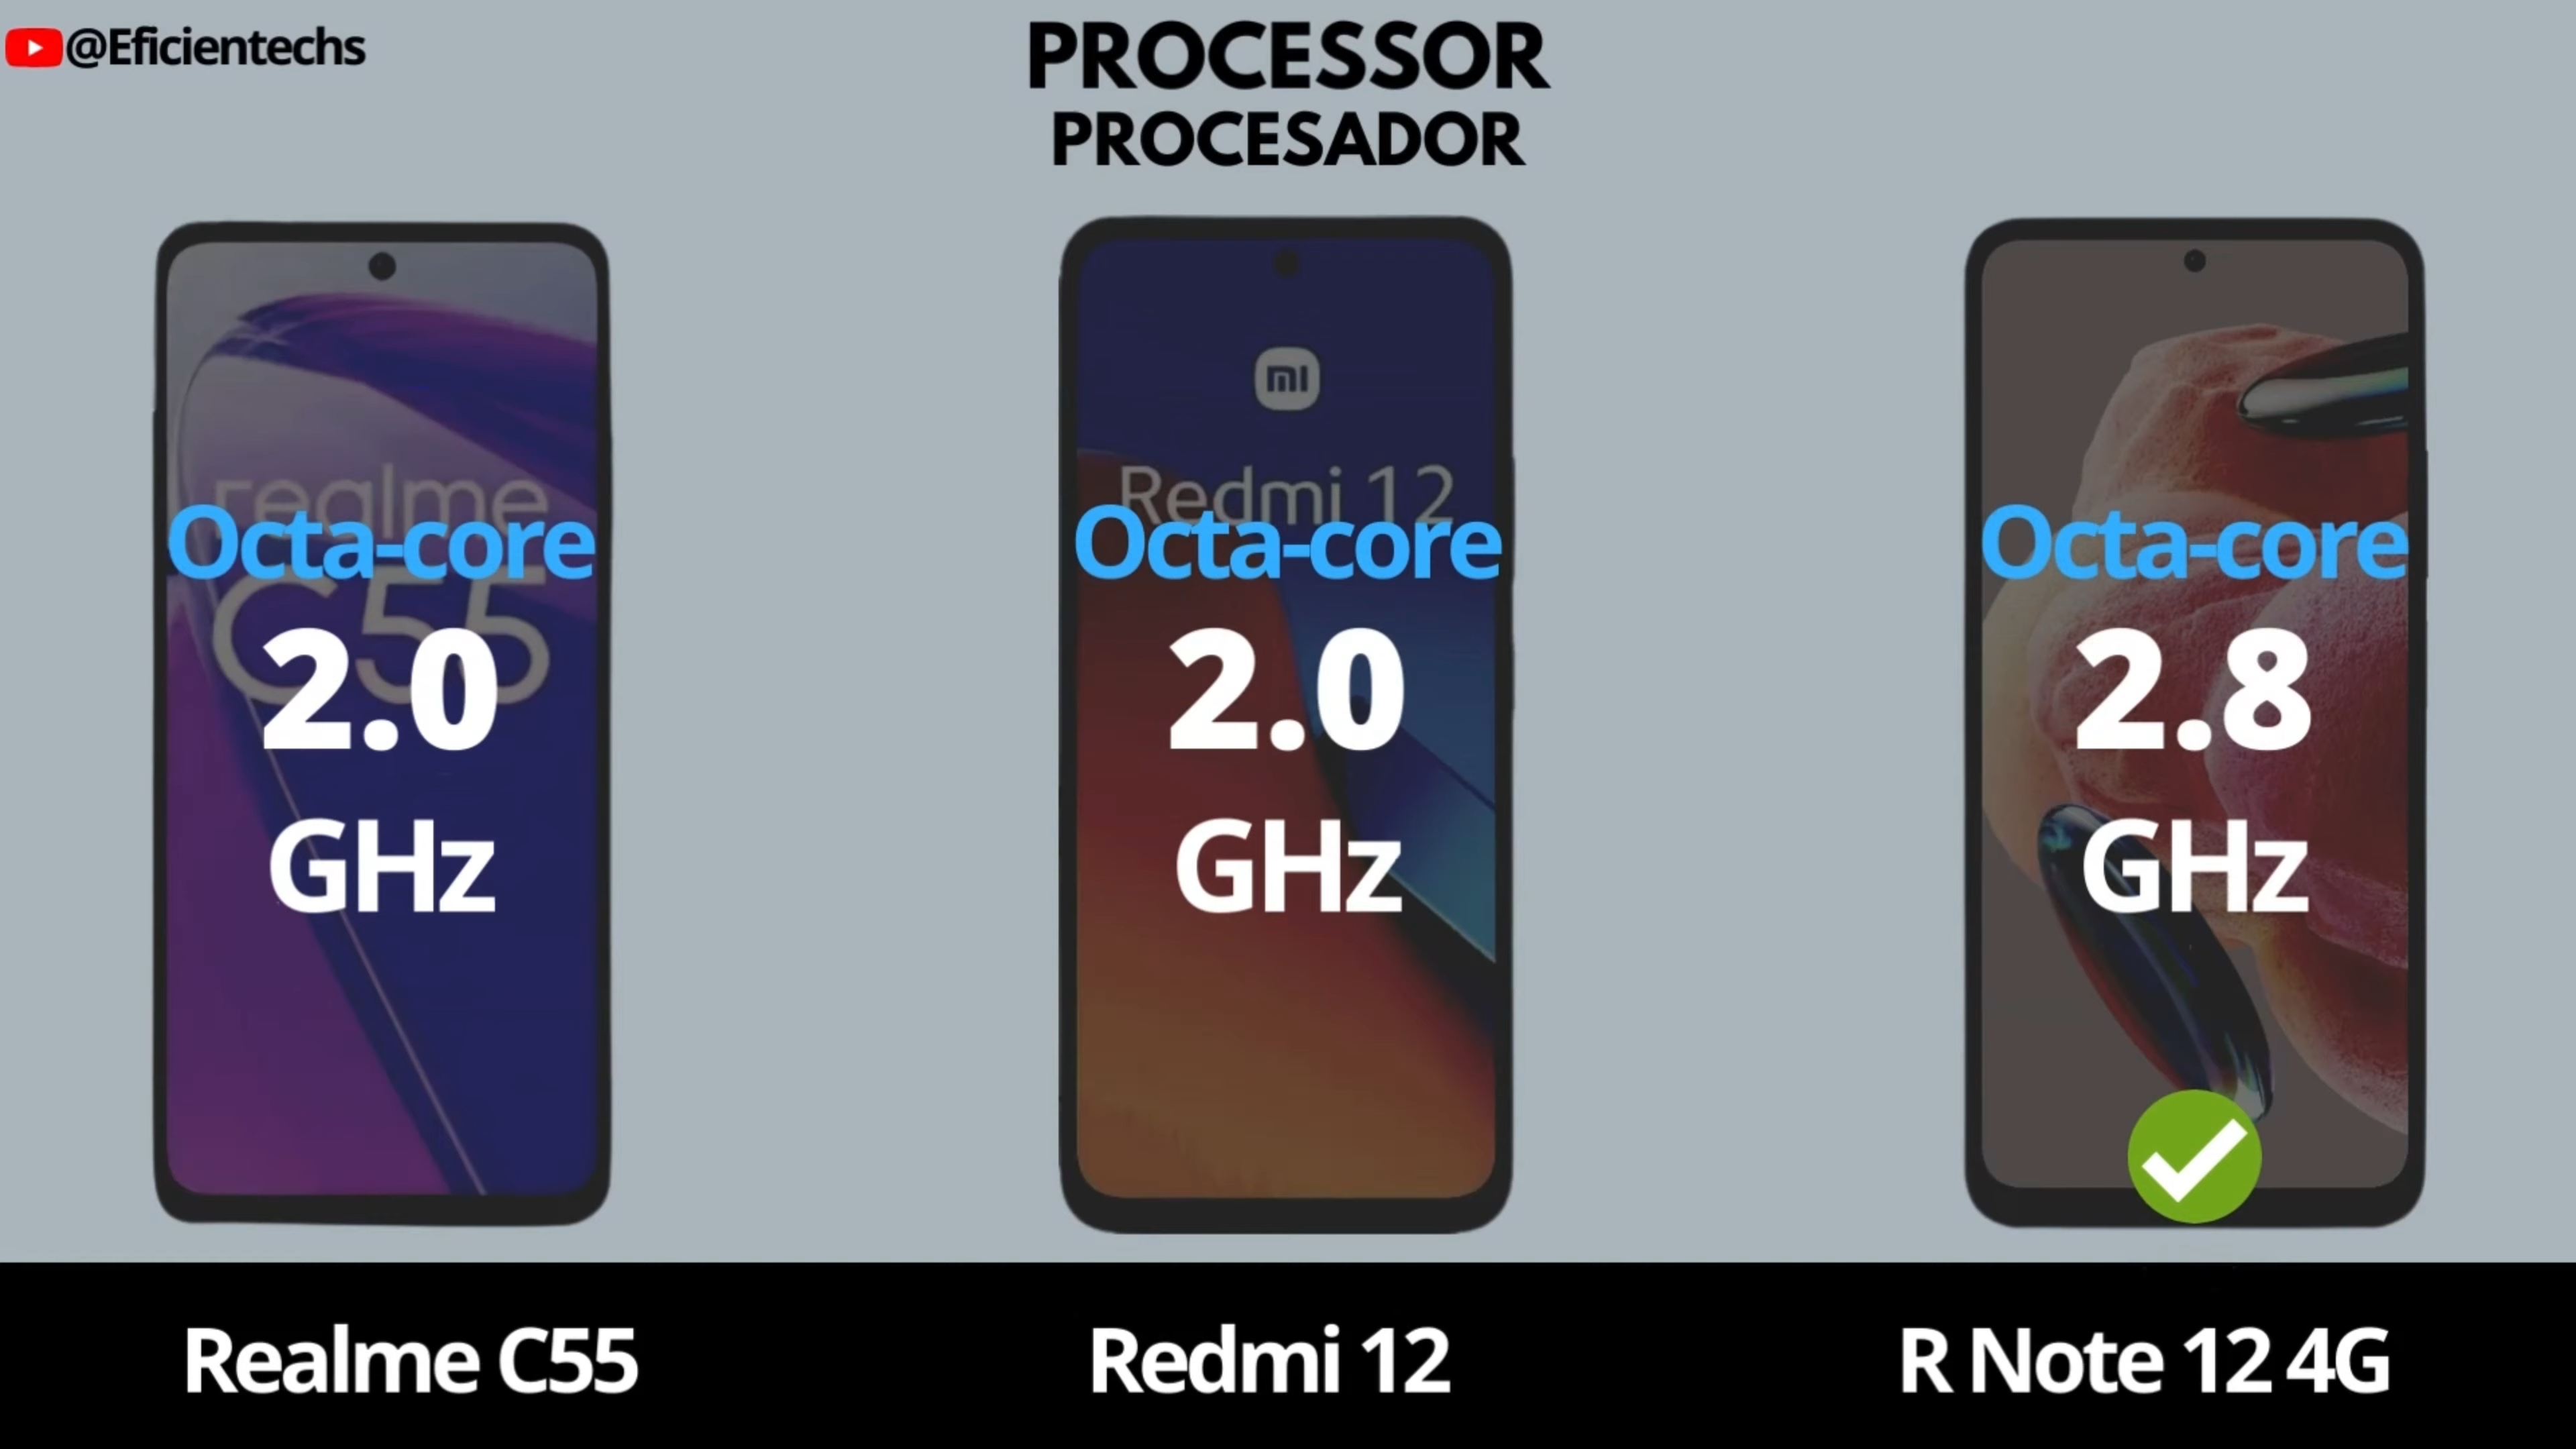 @Eficientechs
PROCESSOR
PROCESADOR
realme
C55
Octa-core
2.0
GHz
mi
Redmi 12
Octa-core
2.0
GHz
Octa-core
2.8
GHz
Realme C55
Redmi 12
R Note 12 4G